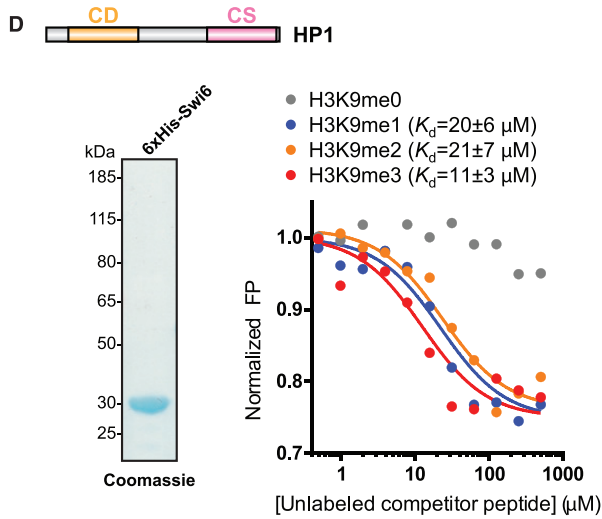 D
CD
CS
HP1
6xHis-Swi6
kDa
185
115
80
65
50
30
25
Coomassie
H3K9me0
H3K9me1 (Kd=20±6 μM)
H3K9me2 (Kd=21±7 μM)
H3K9me3 (Kd=11±3 μM)
Normalized FP
1.0
0.9
0.8
0.7
1 10 100 1000
[Unlabeled competitor peptide] (μM)